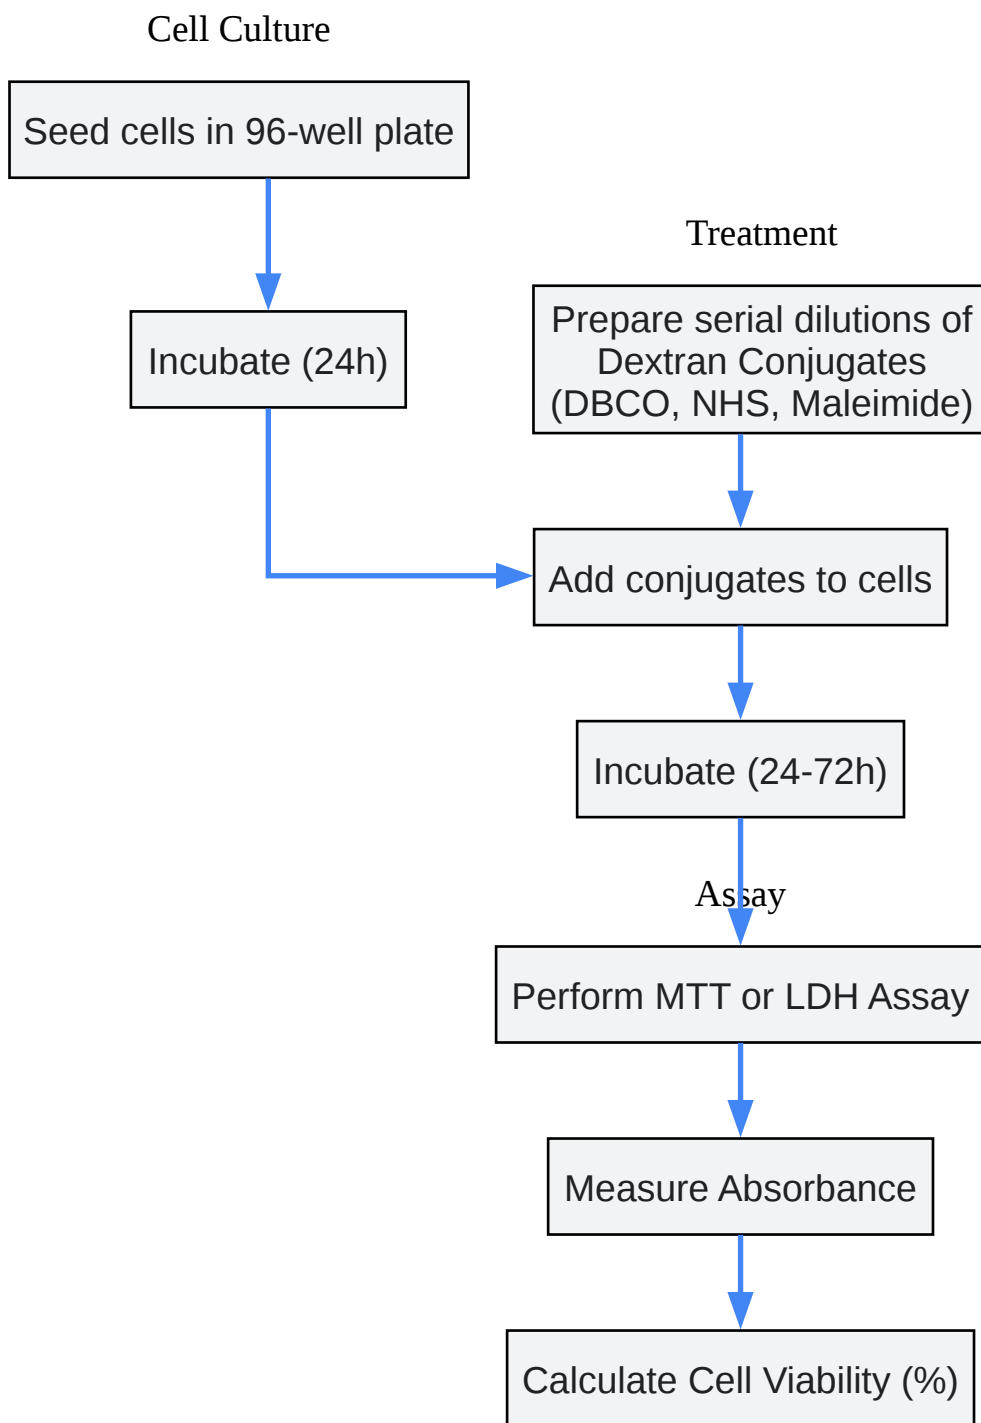 Cell Culture
Seed cells in 96-well plate
Incubate (24h)
Treatment
Prepare serial dilutions of
Dextran Conjugates
(DBCO, NHS, Maleimide)
Add conjugates to cells
Incubate (24-72h)
Assay
Perform MTT or LDH Assay
Measure Absorbance
Calculate Cell Viability (%)